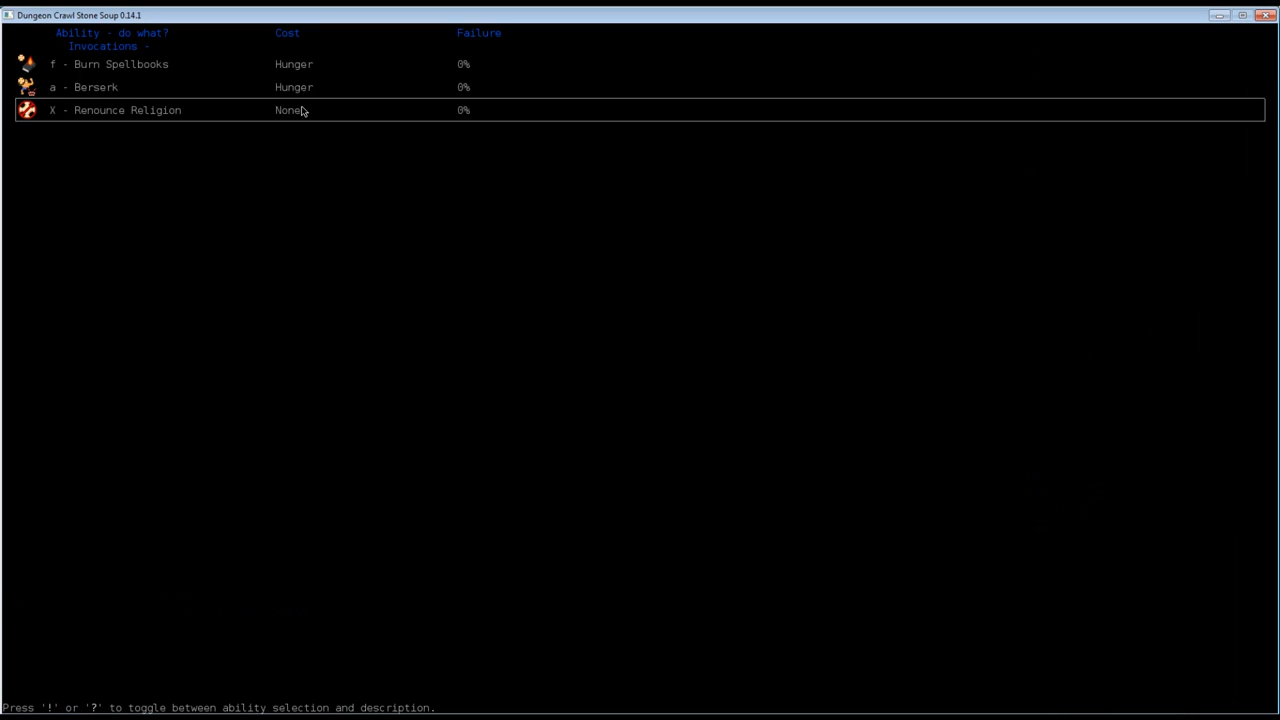 Dungeon Crawl Stone Soup 0.14.1
Ability - do what? Cost Failure
Invocations -
f - Burn Spellbooks Hunger 0%
a - Berserk Hunger 0%
X - Renounce Religion None 0%
Press '!' or '?' to toggle between ability selection and description.